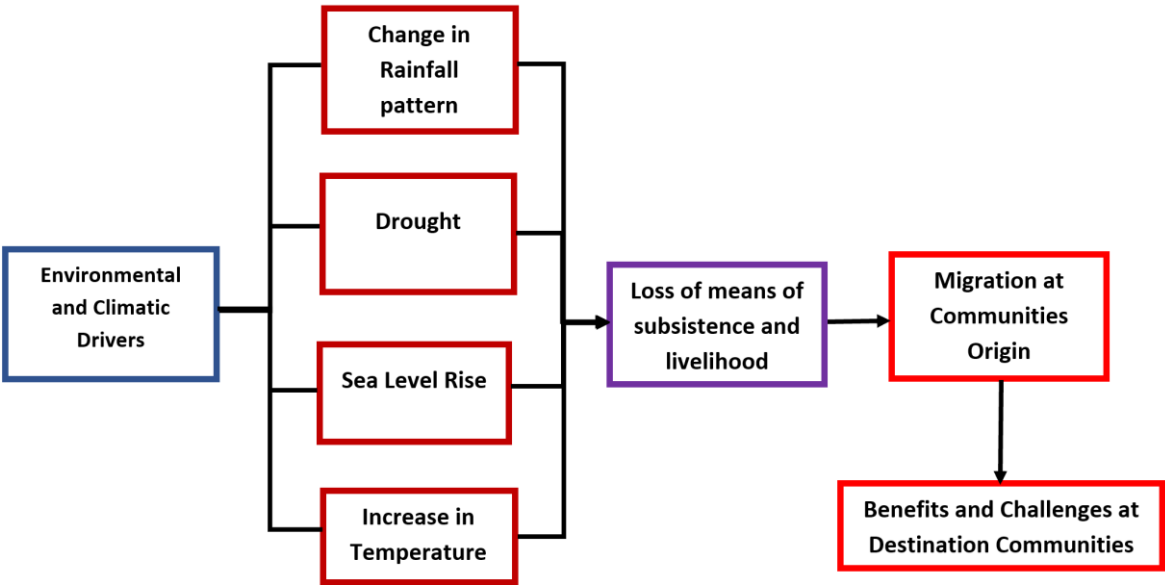 Change in
Rainfall
pattern
Drought
Environmental
and Climatic
Drivers
Sea Level Rise
Increase in
Temperature
Loss of means of
subsistence and
livelihood
Migration at
Communities
Origin
Benefits and Challenges at
Destination Communities